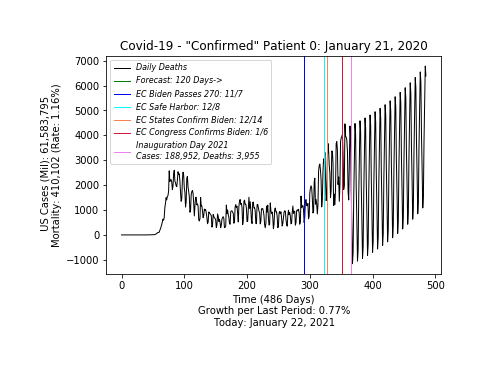 Covid-19 - "Confirmed" Patient 0: January 21, 2020
US Cases (Mil): 61,583,795
Mortality: 410,102 (Rate: 1.16%)
7000
6000
5000
4000
3000
2000
1000
0
−1000
Daily Deaths
Forecast: 120 Days->
EC Biden Passes 270: 11/7
EC Safe Harbor: 12/8
EC States Confirm Biden: 12/14
EC Congress Confirms Biden: 1/6
Inauguration Day 2021
Cases: 188,952, Deaths: 3,955
0 100 200 300 400 500
Time (486 Days)
Growth per Last Period: 0.77%
Today: January 22, 2021